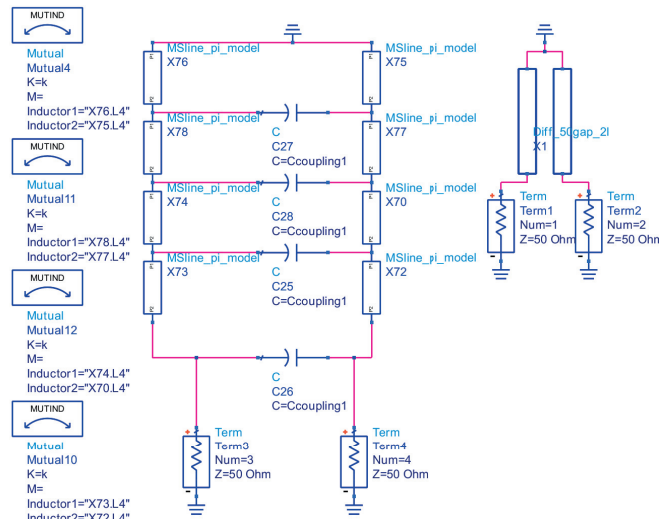 MUTIND
Mutual
Mutual4
K=k
M=
Inductor1="X76.L4"
Inductor2="X75.L4"
MUTIND
Mutual
Mutual11
K=k
M=
Inductor1="X78.L4"
Inductor2="X77.L4"
MUTIND
Mutual
Mutual12
K=k
M=
Inductor1="X74.L4"
Inductor2="X70.L4"
MUTIND
Mutual
Mutual10
K=k
M=
Inductor1="X73.L4"
Inductor2="X72.L4"
MSline_pi_model
X76
MSline_pi_model
X75
MSline_pi_model
X78
C
C27
C=Ccoupling1
MSline_pi_model
X77
MSline_pi_model
X74
C
C28
C=Ccoupling1
MSline_pi_model
X70
MSline_pi_model
X73
C
C25
C=Ccoupling1
MSline_pi_model
X72
C
C26
C=Ccoupling1
Term
Term3
Num=3
Z=50 Ohm
Term
Term4
Num=4
Z=50 Ohm
Diff_50gap_2l
X1
Term
Term1
Num=1
Z=50 Ohm
Term
Term2
Num=2
Z=50 Ohm